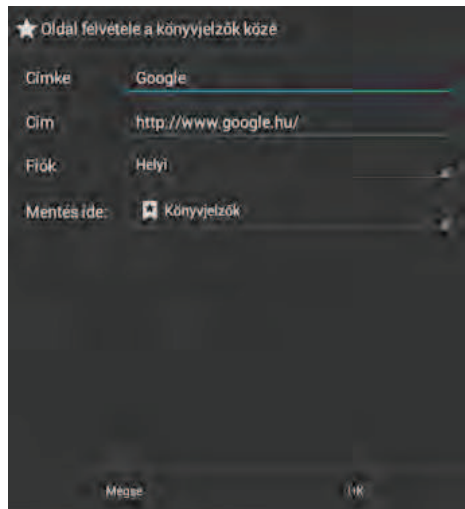 Oldal felvétele a könyvjelzők közé
Címke Google
Cím http://www.google.hu/
Fiók Helyi
Mentés ide: Könyvjelzők
Mégse OK